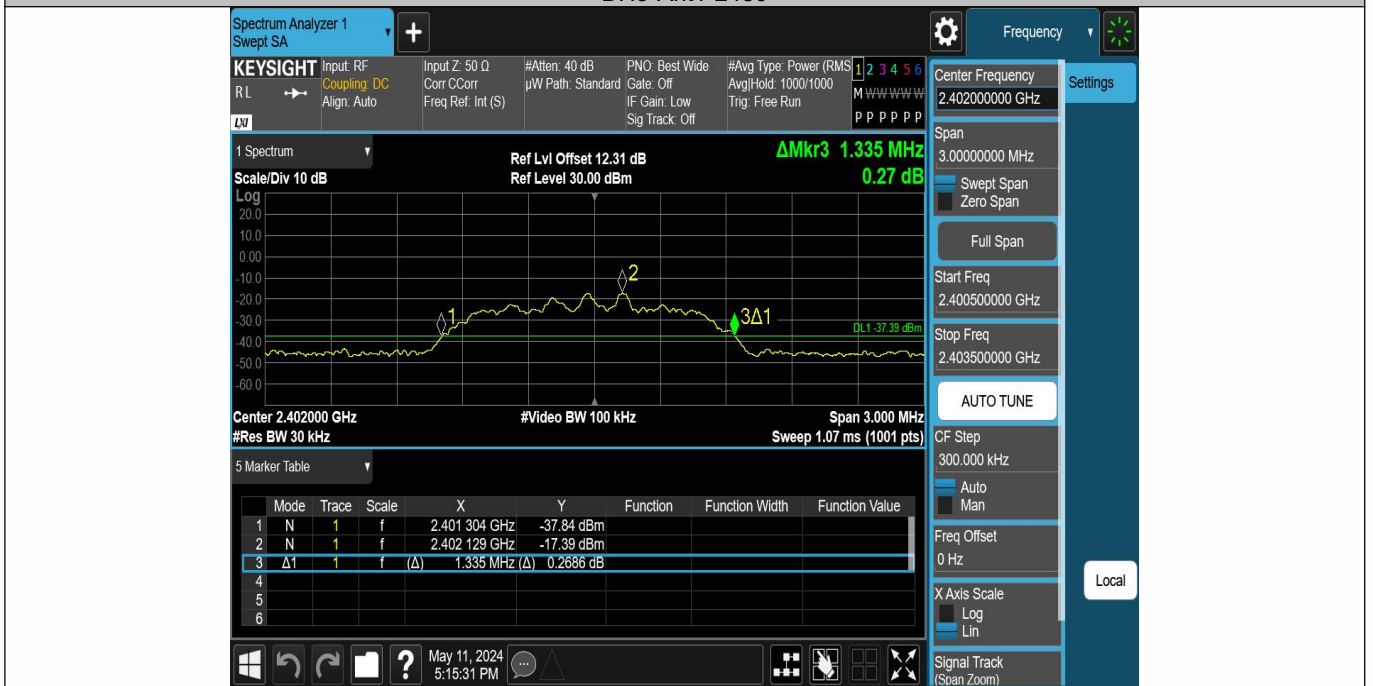 Spectrum Analyzer 1
Swept SA
Frequency
KEYSIGHT
RL
LXI
Input: RF
Coupling: DC
Align: Auto
Input Z: 50 Ω
Corr CCorr
Freq Ref: Int (S)
#Atten: 40 dB
µW Path: Standard
PNO: Best Wide
Gate: Off
IF Gain: Low
Sig Track: Off
#Avg Type: Power (RMS
Avg|Hold: 1000/1000
Trig: Free Run
1 2 3 4 5 6
M W W W W W
P P P P P P
1 Spectrum
Scale/Div 10 dB
Ref Lvl Offset 12.31 dB
Ref Level 30.00 dBm
ΔMkr3 1.335 MHz
0.27 dB
Log
20.0
10.0
0.00
-10.0
-20.0
-30.0
-40.0
-50.0
-60.0
1
2
3Δ1
DL1 -37.39 dBm
Center 2.402000 GHz
#Video BW 100 kHz
Span 3.000 MHz
#Res BW 30 kHz
Sweep 1.07 ms (1001 pts)
5 Marker Table
Mode Trace Scale X Y Function Function Width Function Value
1 N 1 f 2.401 304 GHz -37.84 dBm
2 N 1 f 2.402 129 GHz -17.39 dBm
3 Δ1 1 f (Δ) 1.335 MHz (Δ) 0.2686 dB
4
5
6
May 11, 2024
5:15:31 PM
Center Frequency
2.402000000 GHz
Span
3.00000000 MHz
Swept Span
Zero Span
Full Span
Start Freq
2.400500000 GHz
Stop Freq
2.403500000 GHz
AUTO TUNE
CF Step
300.000 kHz
Auto
Man
Freq Offset
0 Hz
X Axis Scale
Log
Lin
Signal Track
(Span Zoom)
Settings
Local